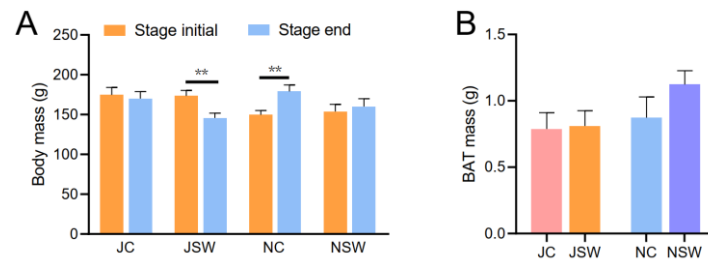 A
Stage initial
Stage end
Body mass (g)
250
200
150
100
50
0
**
**
JC
JSW
NC
NSW
B
BAT mass (g)
1.5
1.0
0.5
0.0
JC
JSW
NC
NSW